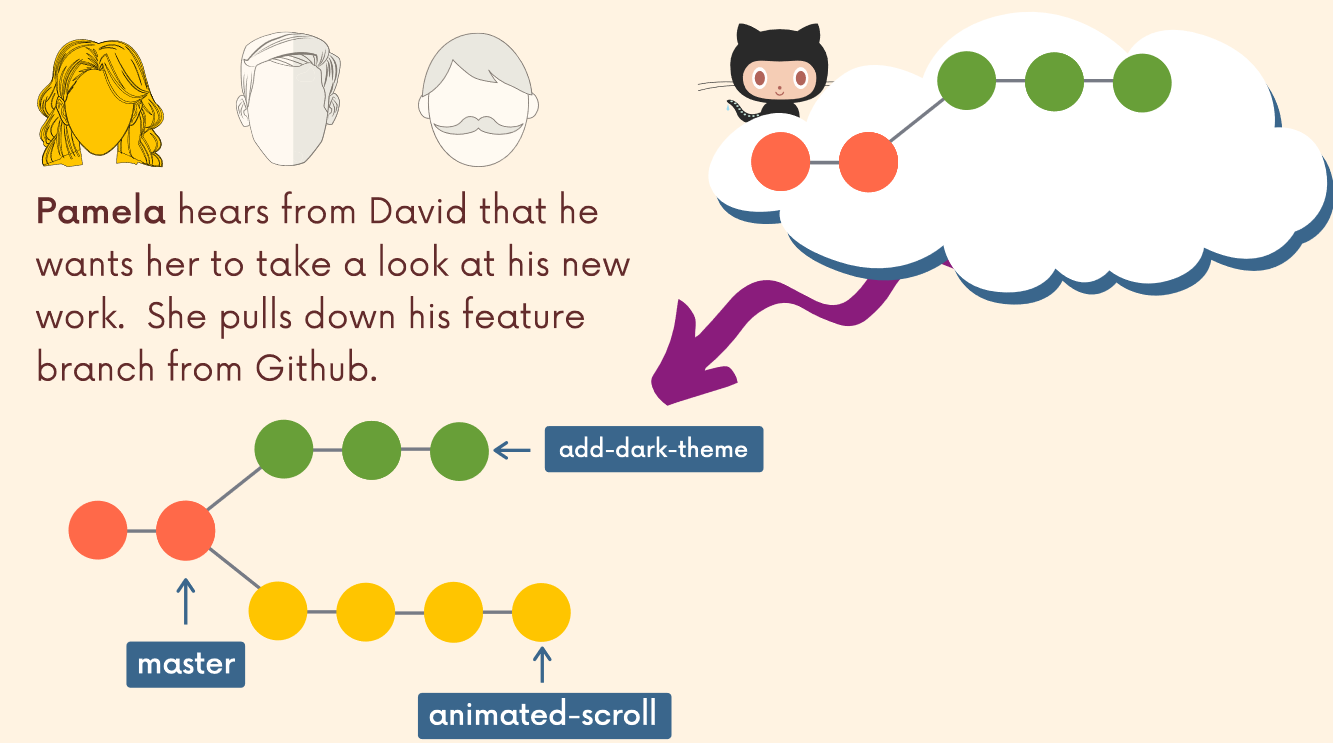 Pamela hears from David that he
wants her to take a look at his new
work. She pulls down his feature
branch from Github.
add-dark-theme
master
animated-scroll